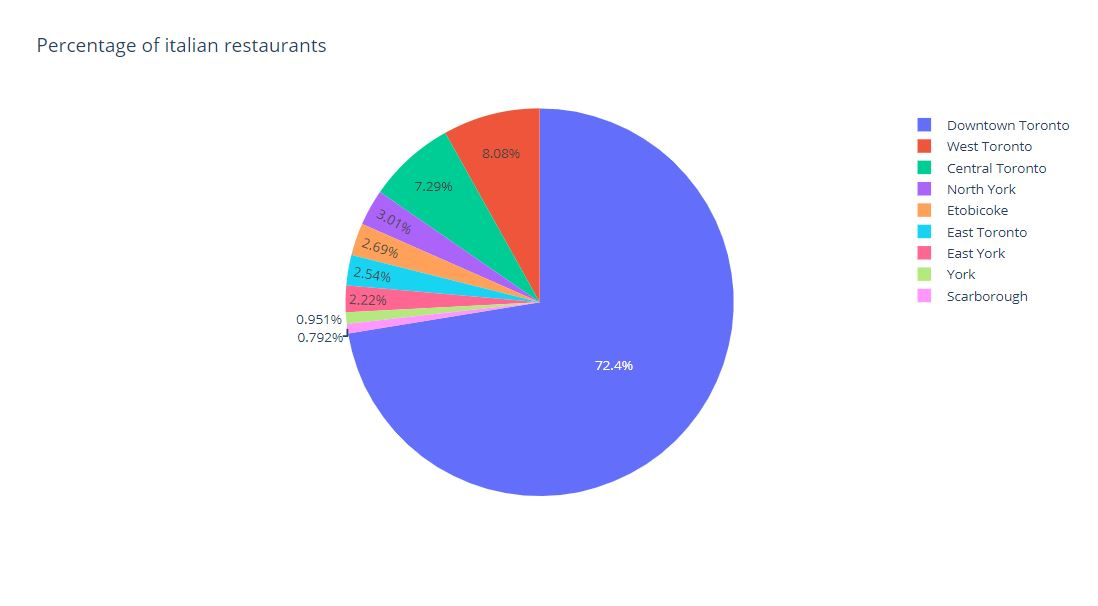 Percentage of italian restaurants
8.08%
7.29%
3.01%
2.69%
2.54%
2.22%
0.951%
0.792%
72.4%
Downtown Toronto
West Toronto
Central Toronto
North York
Etobicoke
East Toronto
East York
York
Scarborough